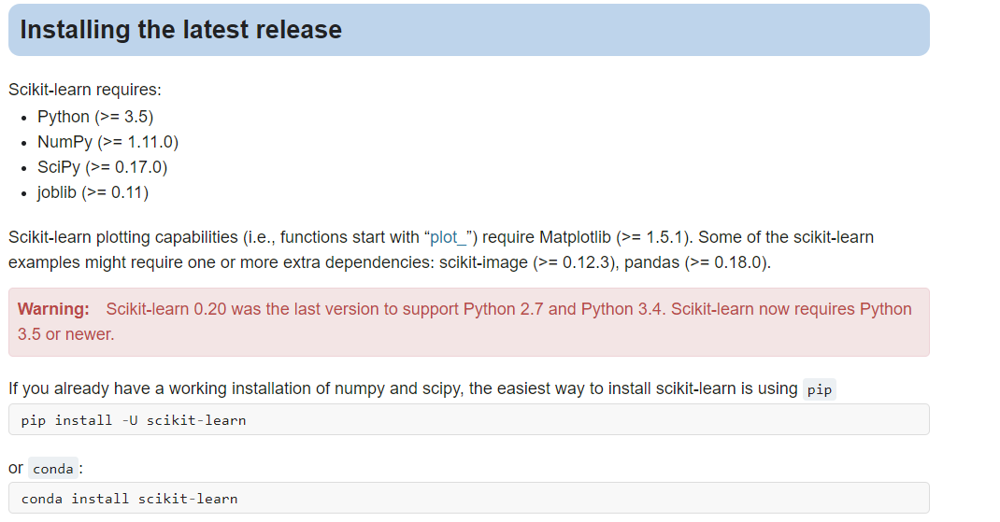 Installing the latest release
Scikit-learn requires:
• Python (>= 3.5)
• NumPy (>= 1.11.0)
• SciPy (>= 0.17.0)
• joblib (>= 0.11)
Scikit-learn plotting capabilities (i.e., functions start with “plot_”) require Matplotlib (>= 1.5.1). Some of the scikit-learn
examples might require one or more extra dependencies: scikit-image (>= 0.12.3), pandas (>= 0.18.0).
Warning: Scikit-learn 0.20 was the last version to support Python 2.7 and Python 3.4. Scikit-learn now requires Python
3.5 or newer.
If you already have a working installation of numpy and scipy, the easiest way to install scikit-learn is using pip
pip install -U scikit-learn
or conda :
conda install scikit-learn